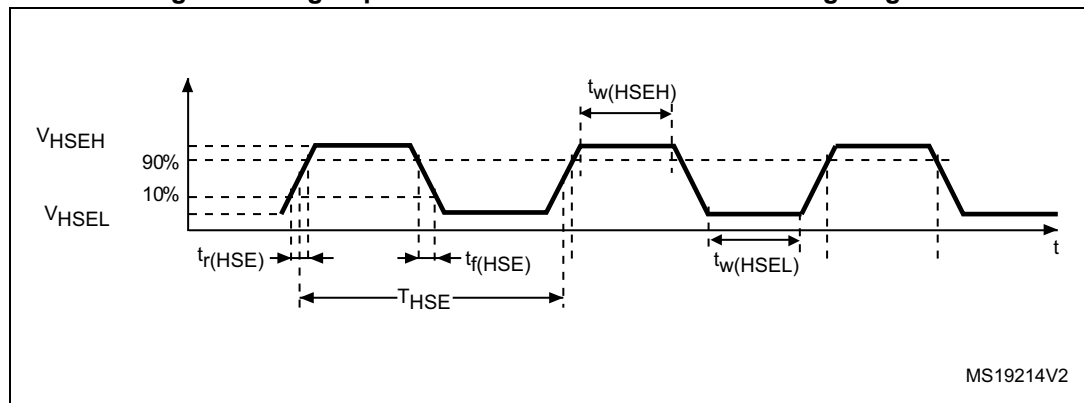 tw(HSEH)
VHSEH
90%
10%
VHSEL
tr(HSE)
tf(HSE)
tw(HSEL)
t
THSE
MS19214V2